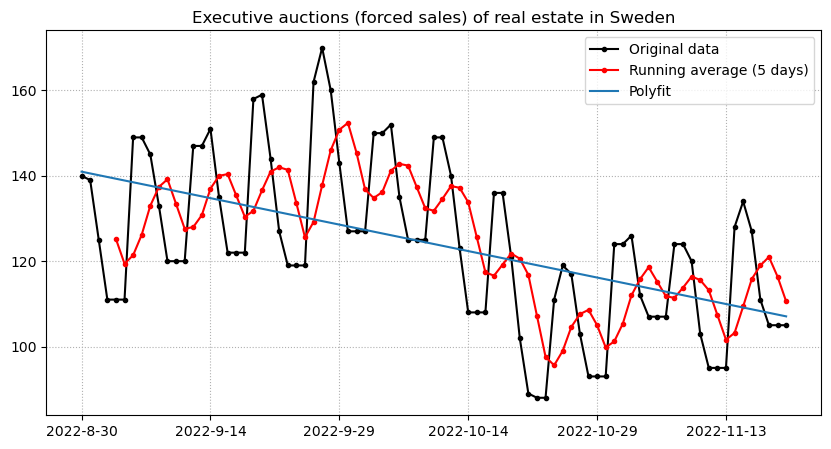 Executive auctions (forced sales) of real estate in Sweden
Original data
Running average (5 days)
Polyfit
160
140
120
100
2022-8-30 2022-9-14 2022-9-29 2022-10-14 2022-10-29 2022-11-13